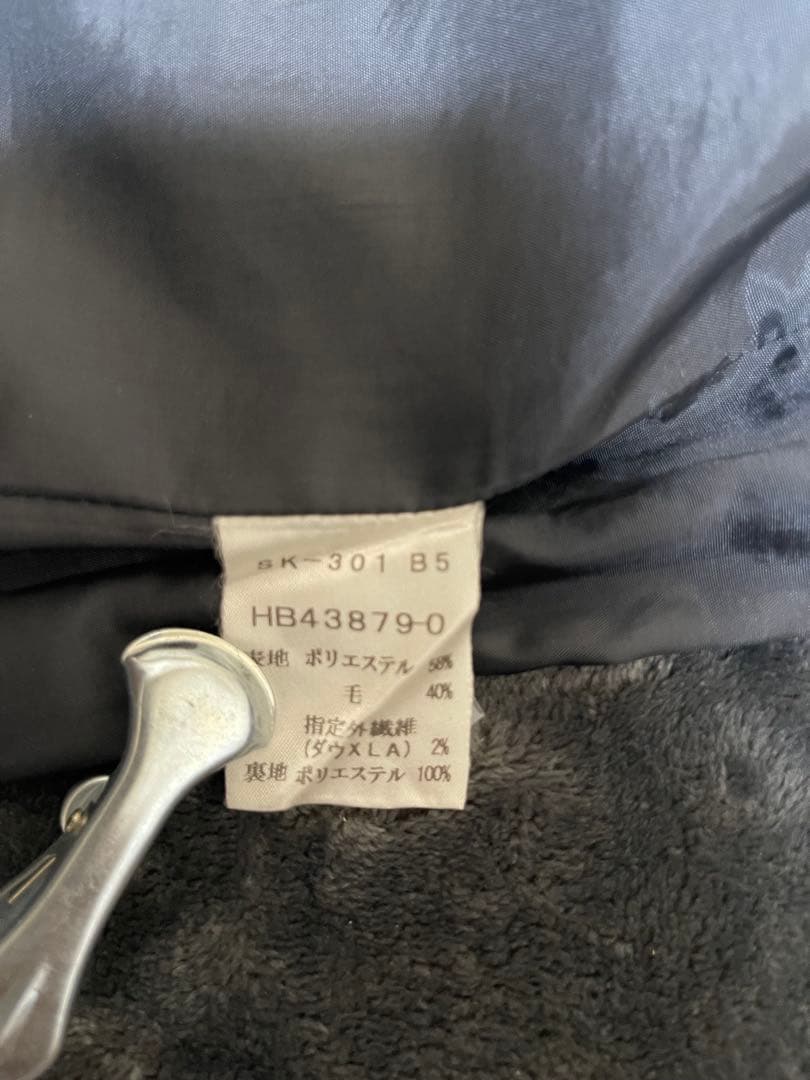 SK-301 B5
HB43879-0
表地 ポリエステル 58%
毛 40%
指定外繊維
(ダウXLA) 2%
裏地 ポリエステル 100%